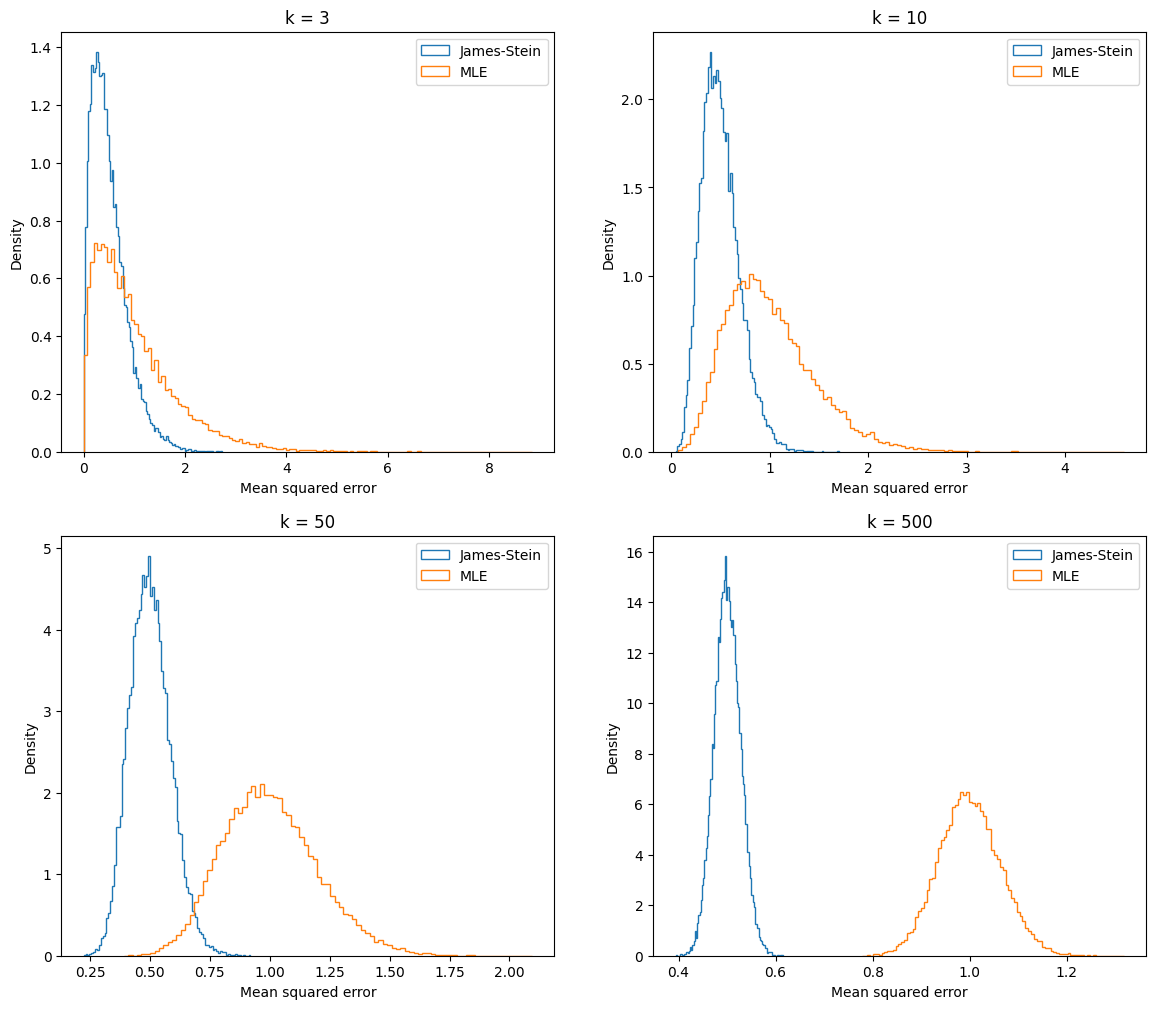 k = 3
1.4
1.2
1.0
0.8
0.6
0.4
0.2
0.0
Density
0
2
4
6
8
Mean squared error
James-Stein
MLE
k = 10
2.0
1.5
1.0
0.5
0.0
Density
0
1
2
3
4
Mean squared error
James-Stein
MLE
k = 50
5
4
3
2
1
0
Density
0.25
0.50
0.75
1.00
1.25
1.50
1.75
2.00
Mean squared error
James-Stein
MLE
k = 500
16
14
12
10
8
6
4
2
0
Density
0.4
0.6
0.8
1.0
1.2
Mean squared error
James-Stein
MLE